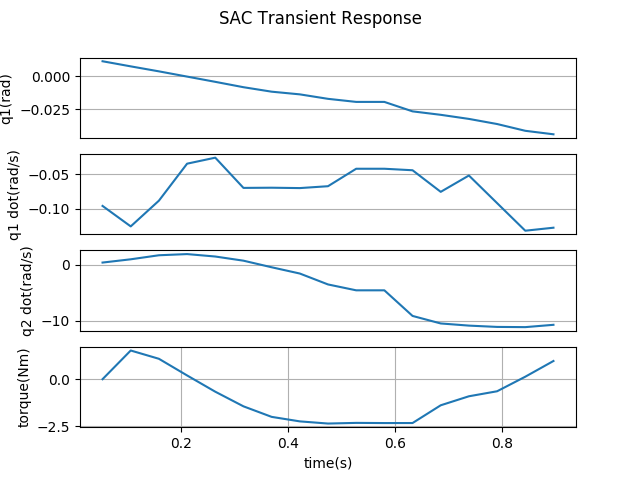 SAC Transient Response
0.000
−0.025
q1(rad)
−0.05
−0.10
q1 dot(rad/s)
0
−10
q2 dot(rad/s)
0.0
−2.5
torque(Nm)
0.2 0.4 0.6 0.8
time(s)